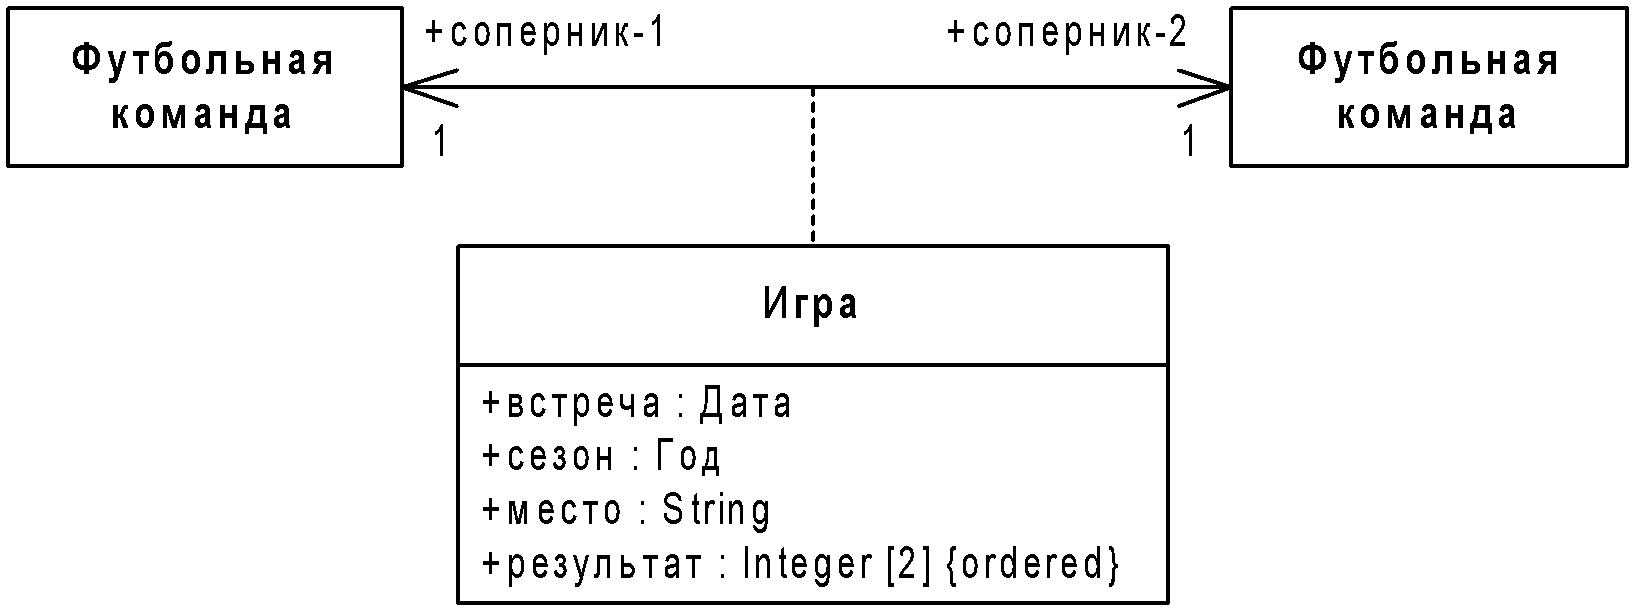 Футбольная
команда
+соперник-1
1
+соперник-2
1
Футбольная
команда
Игра
+встреча : Дата
+сезон : Год
+место : String
+результат : Integer [2] {ordered}